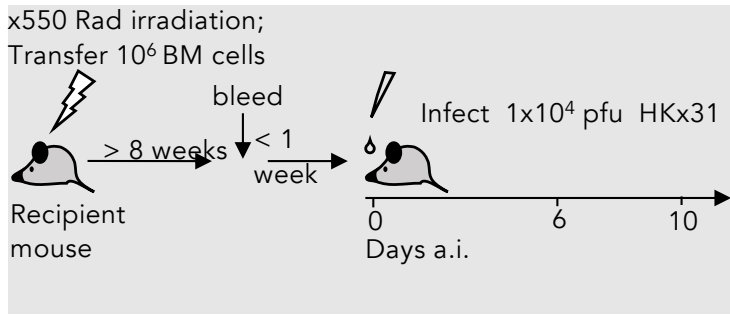 x550 Rad irradiation;
Transfer 10⁶ BM cells
bleed
> 8 weeks
< 1
week
Infect 1x10⁴ pfu HKx31
Recipient
mouse
0 6 10
Days a.i.